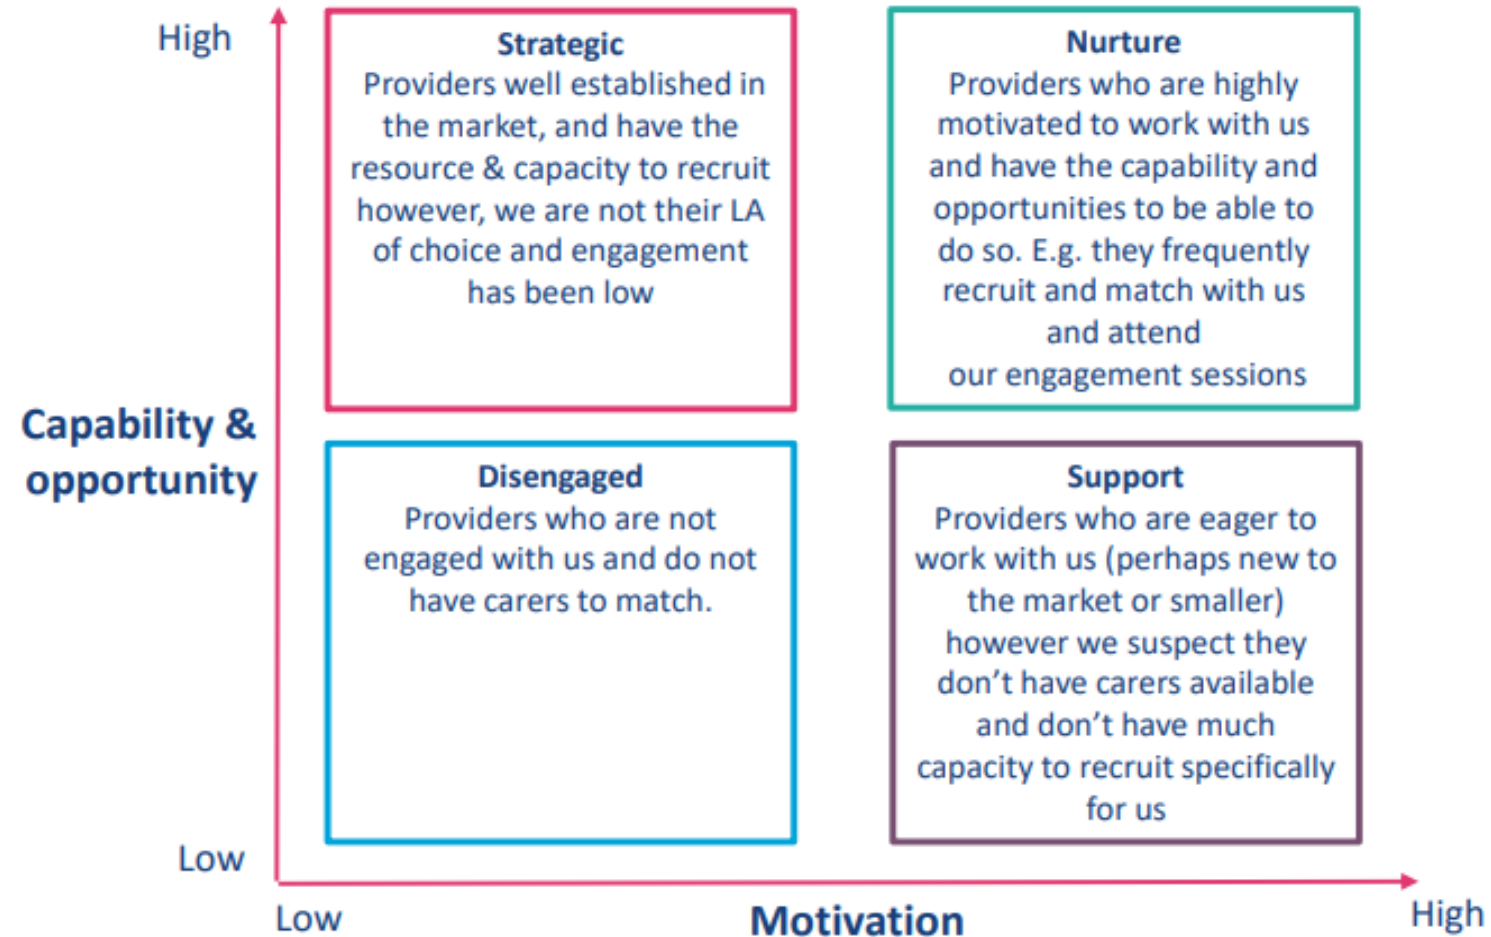 High
Strategic
Providers well established in
the market, and have the
resource & capacity to recruit
however, we are not their LA
of choice and engagement
has been low
Nurture
Providers who are highly
motivated to work with us
and have the capability and
opportunities to be able to
do so. E.g. they frequently
recruit and match with us
and attend
our engagement sessions
Capability &
opportunity
Disengaged
Providers who are not
engaged with us and do not
have carers to match.
Support
Providers who are eager to
work with us (perhaps new to
the market or smaller)
however we suspect they
don’t have carers available
and don’t have much
capacity to recruit specifically
for us
Low
Low
Motivation
High